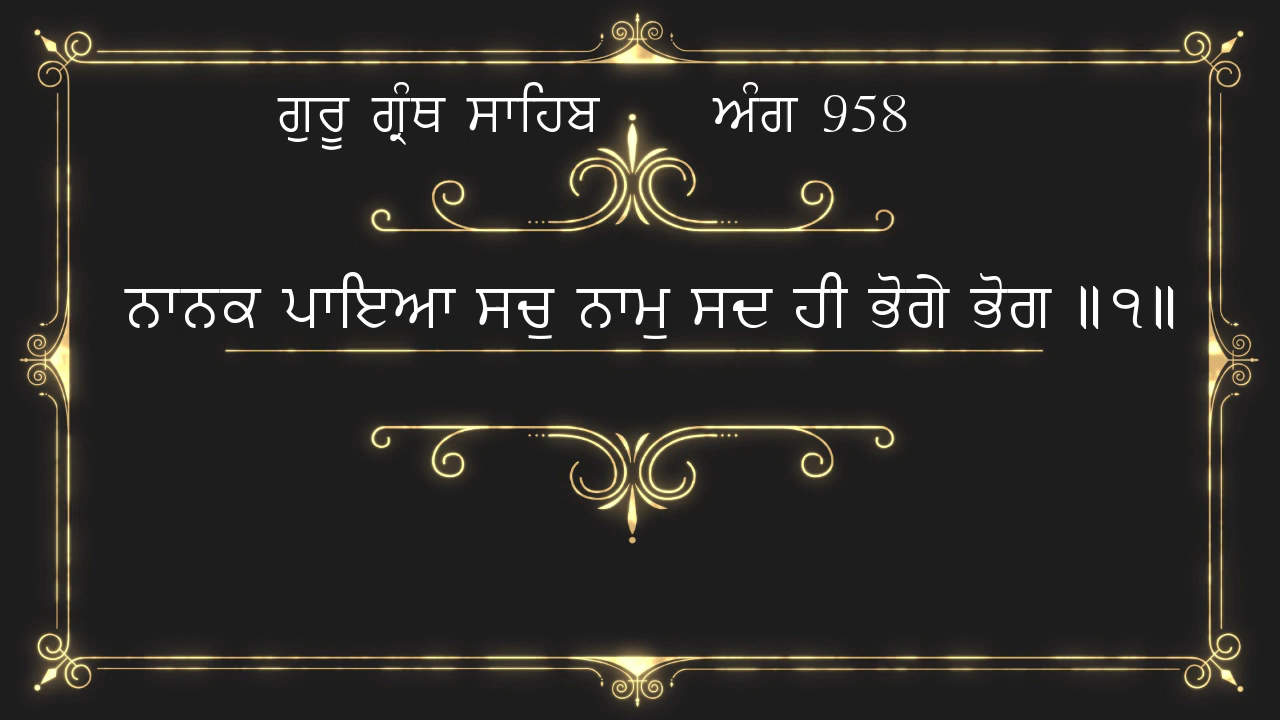 ਗੁਰੂ ਗ੍ਰੰਥ ਸਾਹਿਬ ਅੰਗ 958
ਨਾਨਕ ਪਾਇਆ ਸਚੁ ਨਾਮੁ ਸਦ ਹੀ ਭੋਗੇ ਭੋਗ ॥੧॥